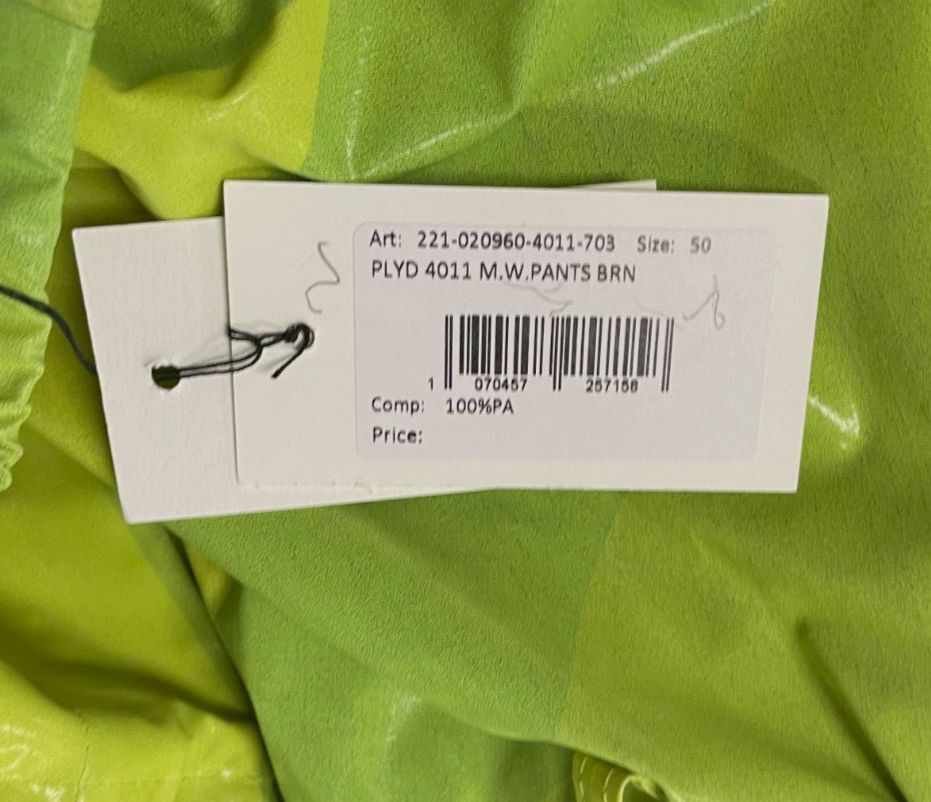 Art: 221-020960-4011-703 Size: 50
PLYD 4011 M.W.PANTS BRN
1 070457 257158
Comp: 100%PA
Price: